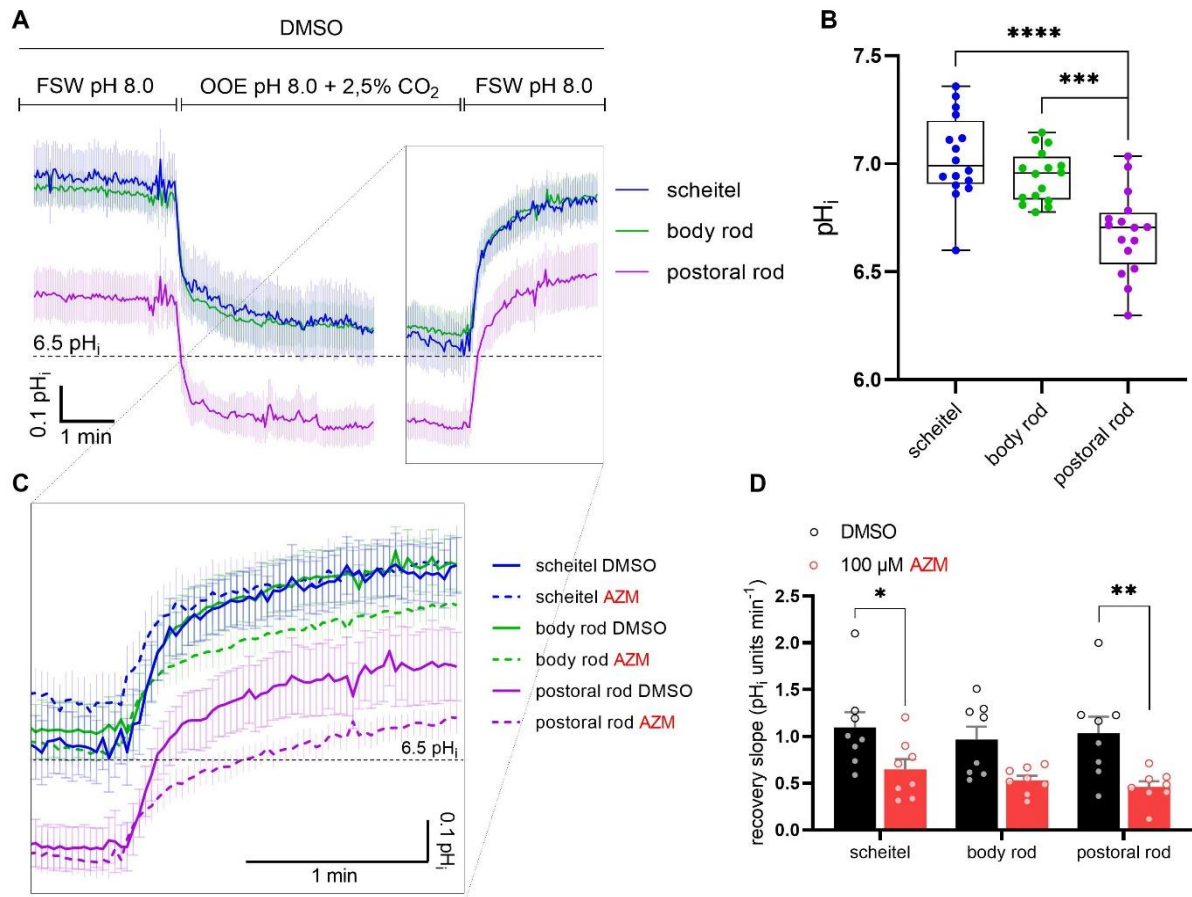 A
DMSO
FSW pH 8.0
OOE pH 8.0 + 2,5% CO₂
FSW pH 8.0
scheitel
body rod
postoral rod
6.5 pHᵢ
0.1 pHᵢ
1 min
B
****
***
pHᵢ
7.5
7.0
6.5
6.0
scheitel
body rod
postoral rod
C
scheitel DMSO
scheitel AZM
body rod DMSO
body rod AZM
postoral rod DMSO
postoral rod AZM
6.5 pHᵢ
0.1 pHᵢ
1 min
D
DMSO
100 µM AZM
recovery slope (pHᵢ units min⁻¹)
2.5
2.0
1.5
1.0
0.5
0.0
*
**
scheitel
body rod
postoral rod